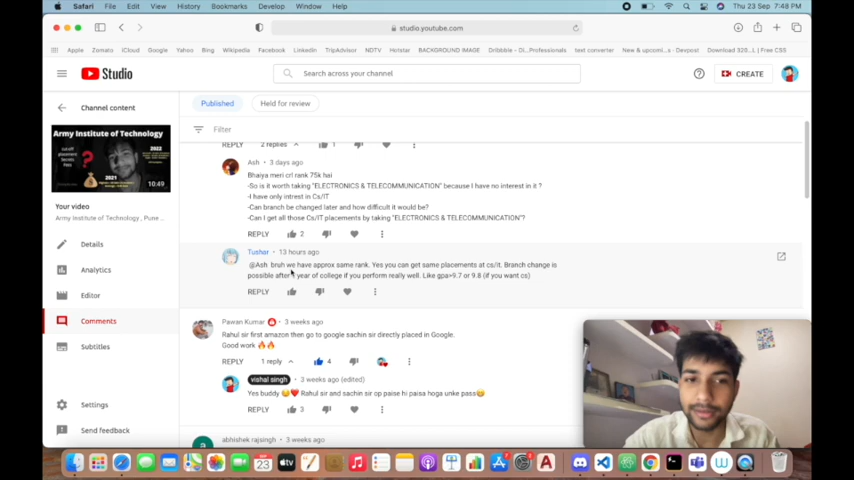 Safari File Edit View History Bookmarks Develop Window Help
Thu 23 Sep 7:48 PM
studio.youtube.com
Apple Zomato iCloud Google Yahoo Bing Wikipedia Facebook LinkedIn TripAdvisor NDTV Hotstar BACKGROUND IMAGE Dribbble - Di...Professionals text converter New & upcomi... - Devpost Download 320...( | Free CSS
Studio
Search across your channel
CREATE
Channel content
Published Held for review
Filter
Army Institute of Technology
2022
2021
10:49
Your video
Army Institute of Technology , Pune ...
Details
Analytics
Editor
Comments
Subtitles
Settings
Send feedback
REPLY 2 replies 1
Ash • 3 days ago
Bhaiya meri crl rank 75k hai
-So is it worth taking "ELECTRONICS & TELECOMMUNICATION" because I have no interest in it ?
-I have only intrest in Cs/IT
-Can branch be changed later and how difficult it would be?
-Can I get all those Cs/IT placements by taking "ELECTRONICS & TELECOMMUNICATION"?
REPLY 2
Tushar • 13 hours ago
@Ash bruh we have approx same rank. Yes you can get same placements at cs/it. Branch change is
possible after year of college if you perform really well. Like gpa=9.7 or 9.8 (if you want cs)
REPLY
Pawan Kumar • 3 weeks ago
Rahul sir first amazon then go to google sachin sir directly placed in Google.
Good work 🔥🔥
REPLY 1 reply 4
vishal singh • 3 weeks ago (edited)
Yes buddy 😊❤️ Rahul sir and sachin sir op paise hi paisa hoga unke pass😄
REPLY 3
abhishek rajsingh • 3 weeks ago